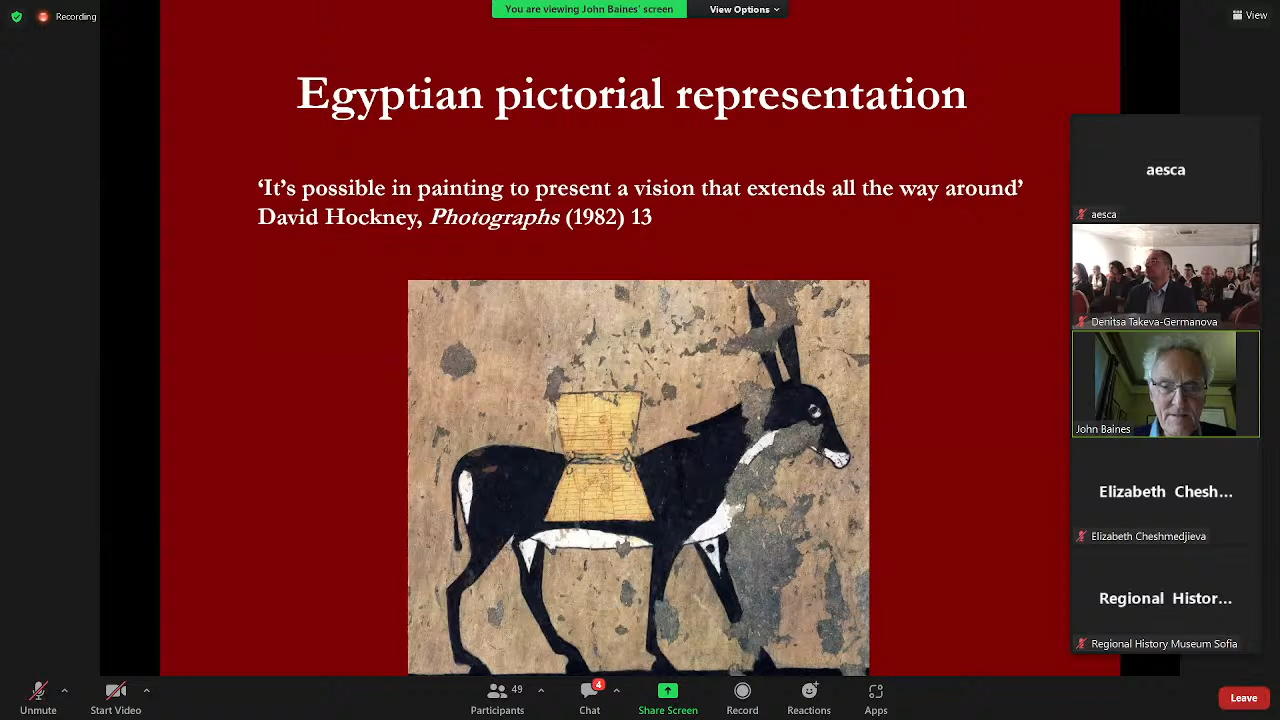 Recording
You are viewing John Baines' screen
View Options
View
Egyptian pictorial representation
‘It’s possible in painting to present a vision that extends all the way around’
David Hockney, Photographs (1982) 13
aesca
aesca
Denitsa Takeva-Germanova
John Baines
Elizabeth Chesh...
Elizabeth Cheshmedjieva
Regional Histor...
Regional History Museum Sofia
Unmute
Start Video
49
Participants
4
Chat
Share Screen
Record
Reactions
Apps
Leave